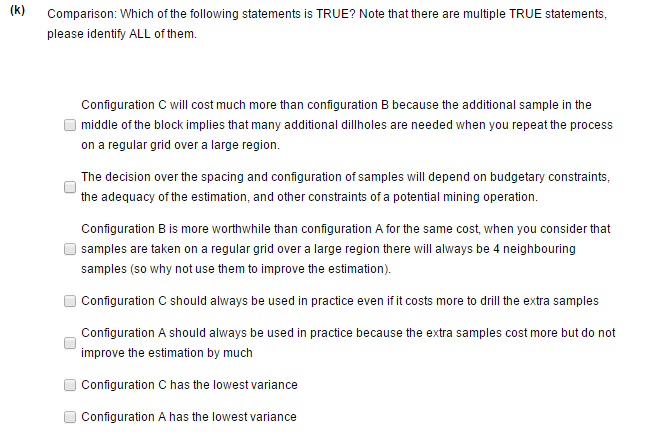 (k) Comparison: Which of the following statements is TRUE? Note that there are multiple TRUE statements,
please identify ALL of them.
Configuration C will cost much more than configuration B because the additional sample in the
middle of the block implies that many additional dillholes are needed when you repeat the process
on a regular grid over a large region.
The decision over the spacing and configuration of samples will depend on budgetary constraints,
the adequacy of the estimation, and other constraints of a potential mining operation.
Configuration B is more worthwhile than configuration A for the same cost, when you consider that
samples are taken on a regular grid over a large region there will always be 4 neighbouring
samples (so why not use them to improve the estimation).
Configuration C should always be used in practice even if it costs more to drill the extra samples
Configuration A should always be used in practice because the extra samples cost more but do not
improve the estimation by much
Configuration C has the lowest variance
Configuration A has the lowest variance